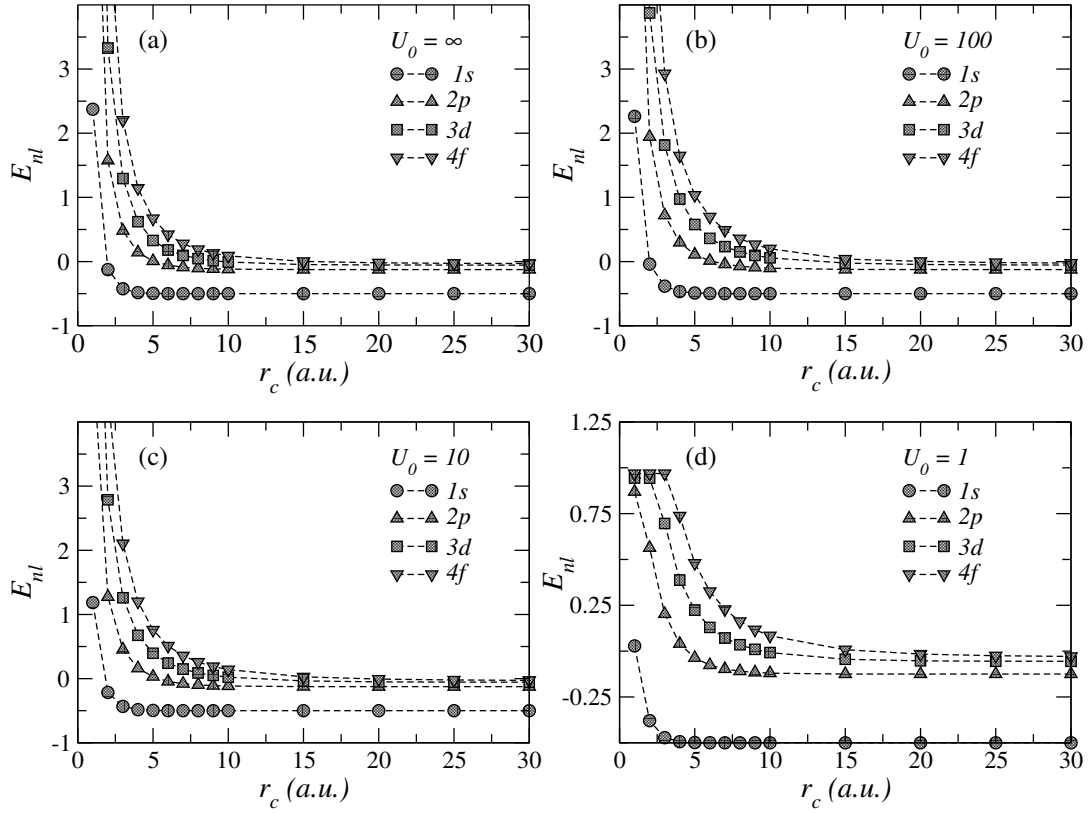 (a)
U_0 = ∞
1s
2p
3d
4f
3
2
1
0
-1
E_nl
0 5 10 15 20 25 30
r_c (a.u.)
(b)
U_0 = 100
1s
2p
3d
4f
3
2
1
0
-1
E_nl
0 5 10 15 20 25 30
r_c (a.u.)
(c)
U_0 = 10
1s
2p
3d
4f
3
2
1
0
-1
E_nl
0 5 10 15 20 25 30
r_c (a.u.)
(d)
U_0 = 1
1s
2p
3d
4f
1.25
0.75
0.25
-0.25
E_nl
0 5 10 15 20 25 30
r_c (a.u.)